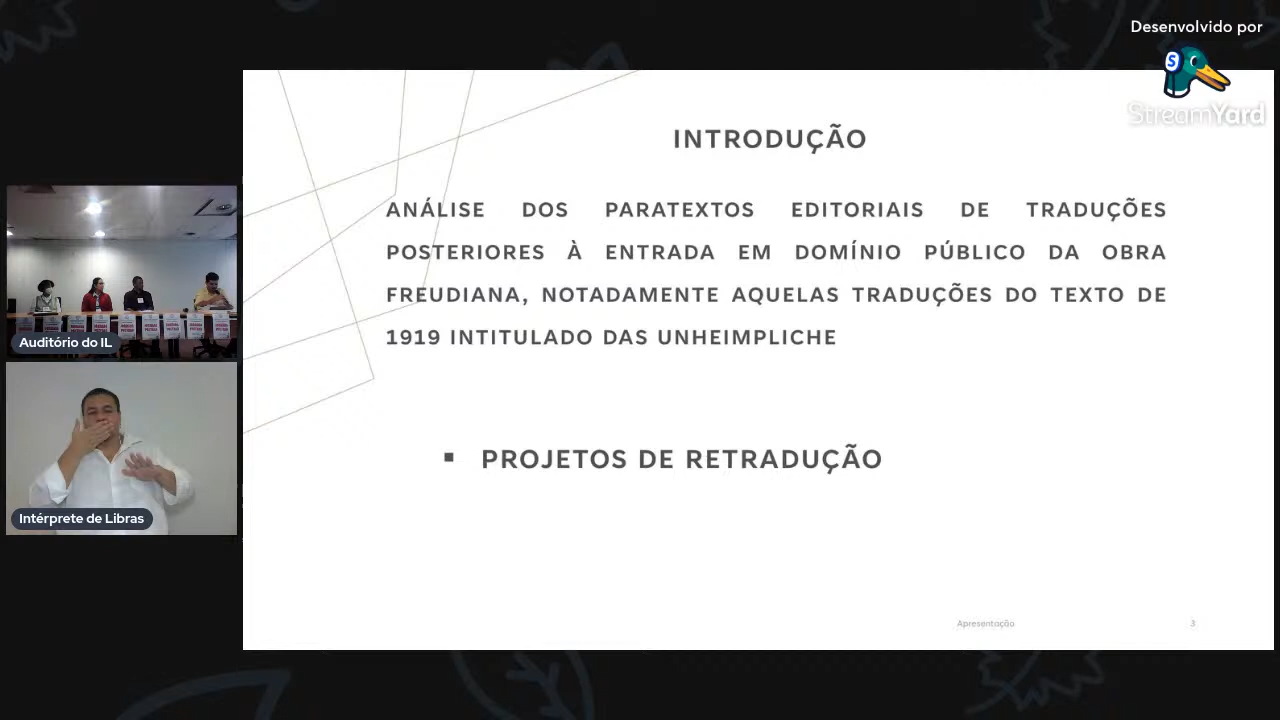 Desenvolvido por
StreamYard
INTRODUÇÃO
ANÁLISE DOS PARATEXTOS EDITORIAIS DE TRADUÇÕES
POSTERIORES À ENTRADA EM DOMÍNIO PÚBLICO DA OBRA
FREUDIANA, NOTADAMENTE AQUELAS TRADUÇÕES DO TEXTO DE
1919 INTITULADO DAS UNHEIMPLICHE
▪ PROJETOS DE RETRADUÇÃO
Apresentação 3
Auditório do IL
Intérprete de Libras